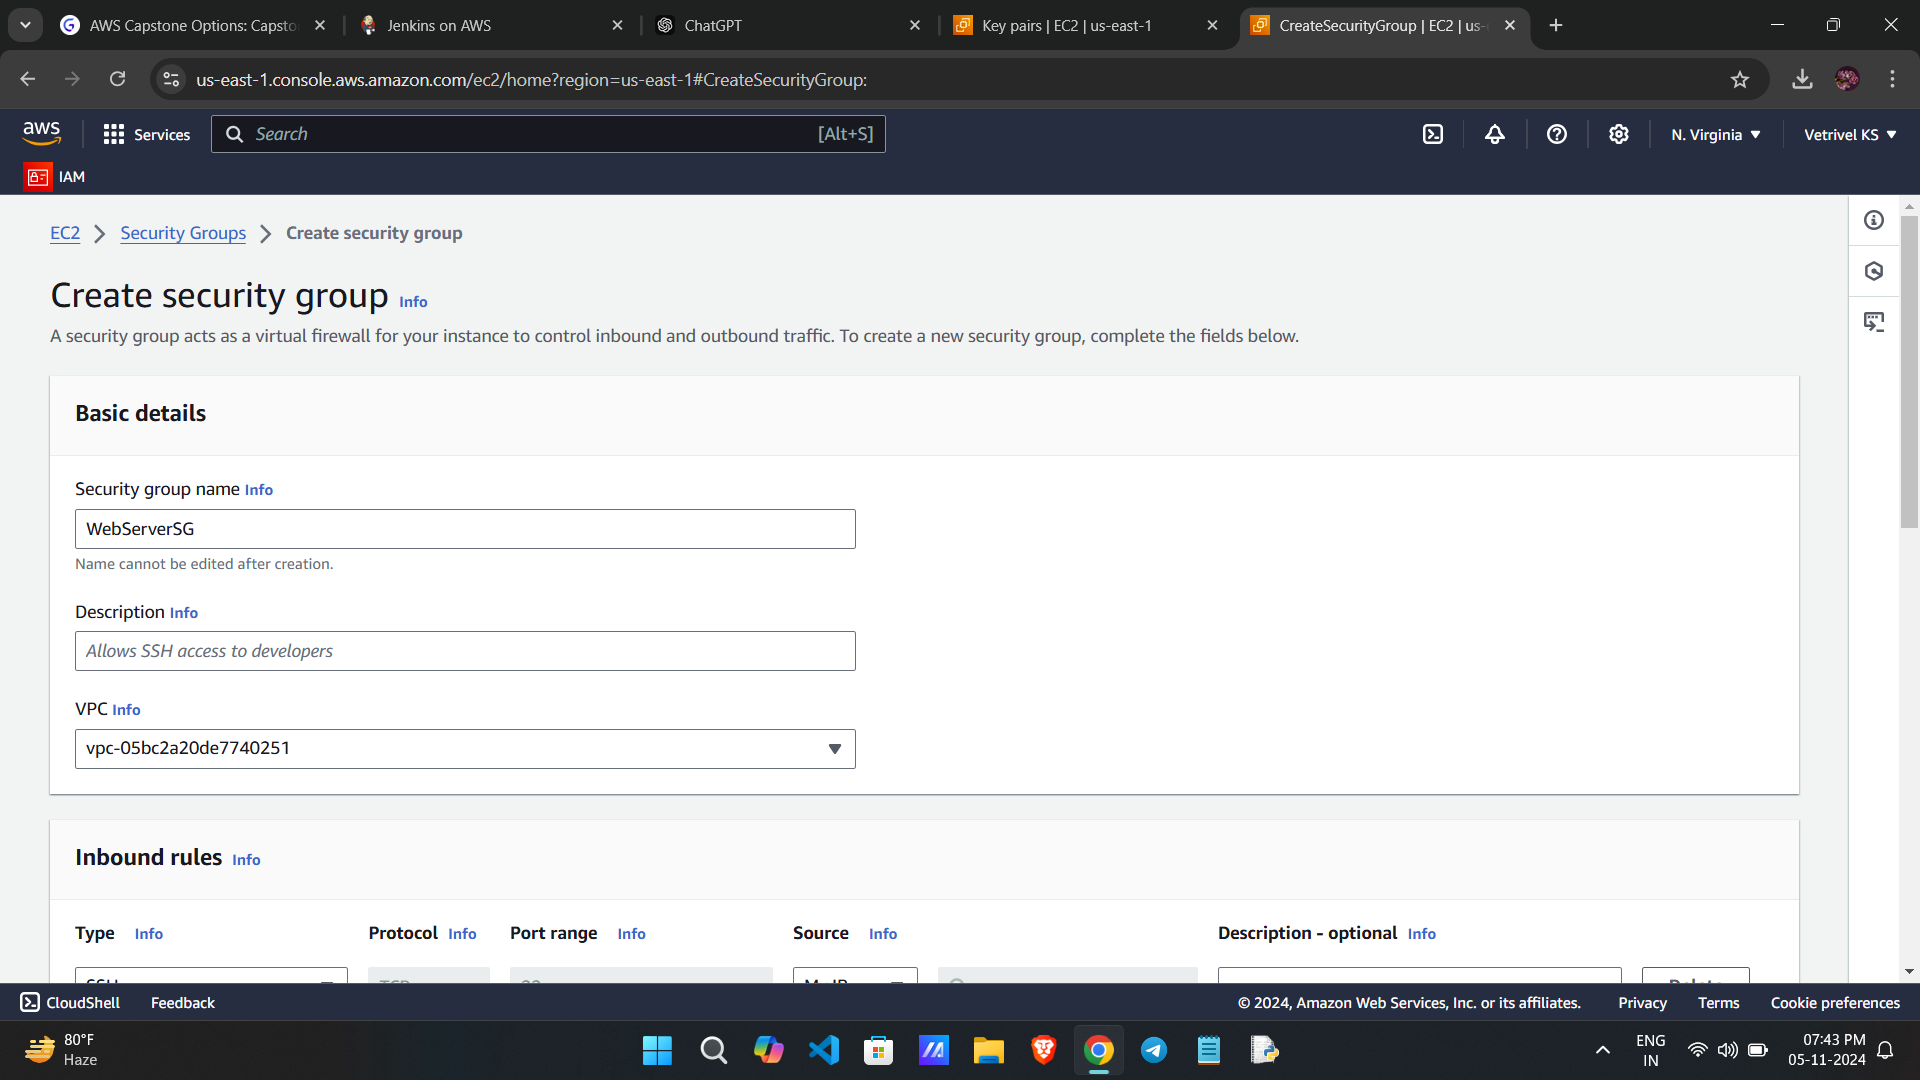 AWS Capstone Options: Capsto
Jenkins on AWS
ChatGPT
Key pairs | EC2 | us-east-1
CreateSecurityGroup | EC2 | us-
us-east-1.console.aws.amazon.com/ec2/home?region=us-east-1#CreateSecurityGroup:
aws
Services
Search
[Alt+S]
N. Virginia
Vetrivel KS
IAM
EC2
Security Groups
Create security group
Create security group Info
A security group acts as a virtual firewall for your instance to control inbound and outbound traffic. To create a new security group, complete the fields below.
Basic details
Security group name Info
WebServerSG
Name cannot be edited after creation.
Description Info
Allows SSH access to developers
VPC Info
vpc-05bc2a20de7740251
Inbound rules Info
Type Info
Protocol Info
Port range Info
Source Info
Description - optional Info
SSH
TCP
22
My IP
Delete
CloudShell
Feedback
© 2024, Amazon Web Services, Inc. or its affiliates.
Privacy
Terms
Cookie preferences
80°F
Haze
ENG
IN
07:43 PM
05-11-2024